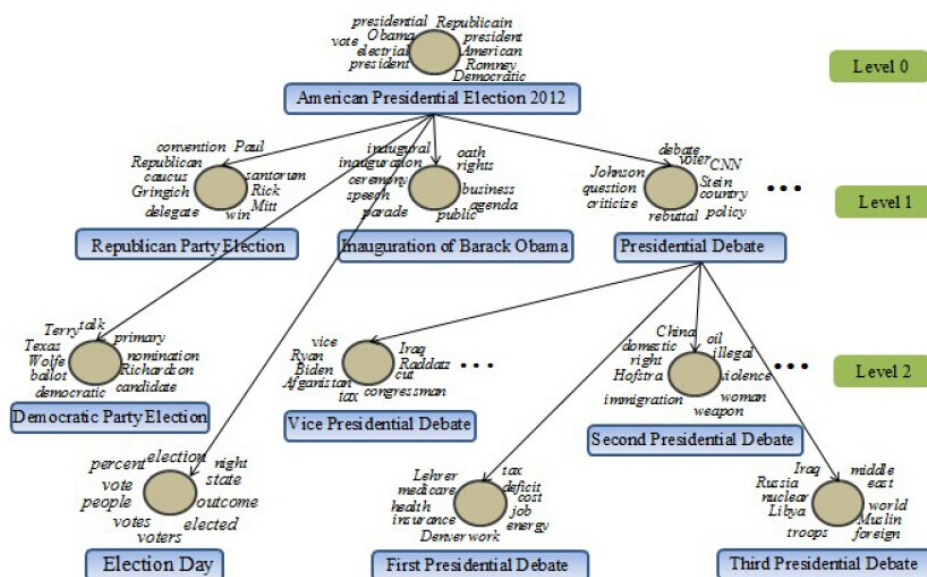 presidential Republicain
Obama president
vote electrial American
president Romney
Democratic
Level 0
American Presidential Election 2012
convention Paul
Republican
caucus santorum
Gringich Rick
Mitt
delegate win
Republican Party Election
inaugural oath
inauguration rights
ceremony
speech business
agenda
parade public
Inauguration of Barack Obama
debate
voter CNN
Johnson Stein
question country
criticize
rebuttal policy
Presidential Debate
...
Level 1
Terry talk
Texas primary
Wolfe nomination
ballot Richardson
democratic candidate
Democratic Party Election
vice
Ryan Iraq
Biden Raddatz
Afganistan cut
tax congressman
Vice Presidential Debate
...
China oil
domestic illegal
right
Hofstra violence
immigration woman
weapon
Second Presidential Debate
...
Level 2
election
percent night
vote state
people outcome
votes elected
voters
Election Day
Lehrer tax
medicare deficit
health cost
insurance job
Denver work energy
First Presidential Debate
Iraq middle
Russia east
nuclear
Libya world
Muslin
troops foreign
Third Presidential Debate